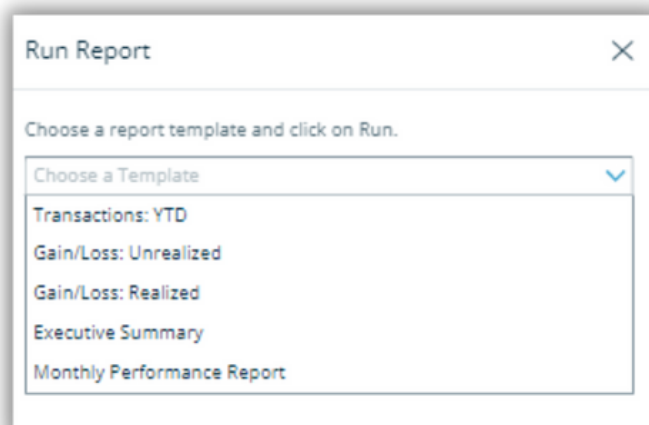 Run Report
Choose a report template and click on Run.
Choose a Template
Transactions: YTD
Gain/Loss: Unrealized
Gain/Loss: Realized
Executive Summary
Monthly Performance Report